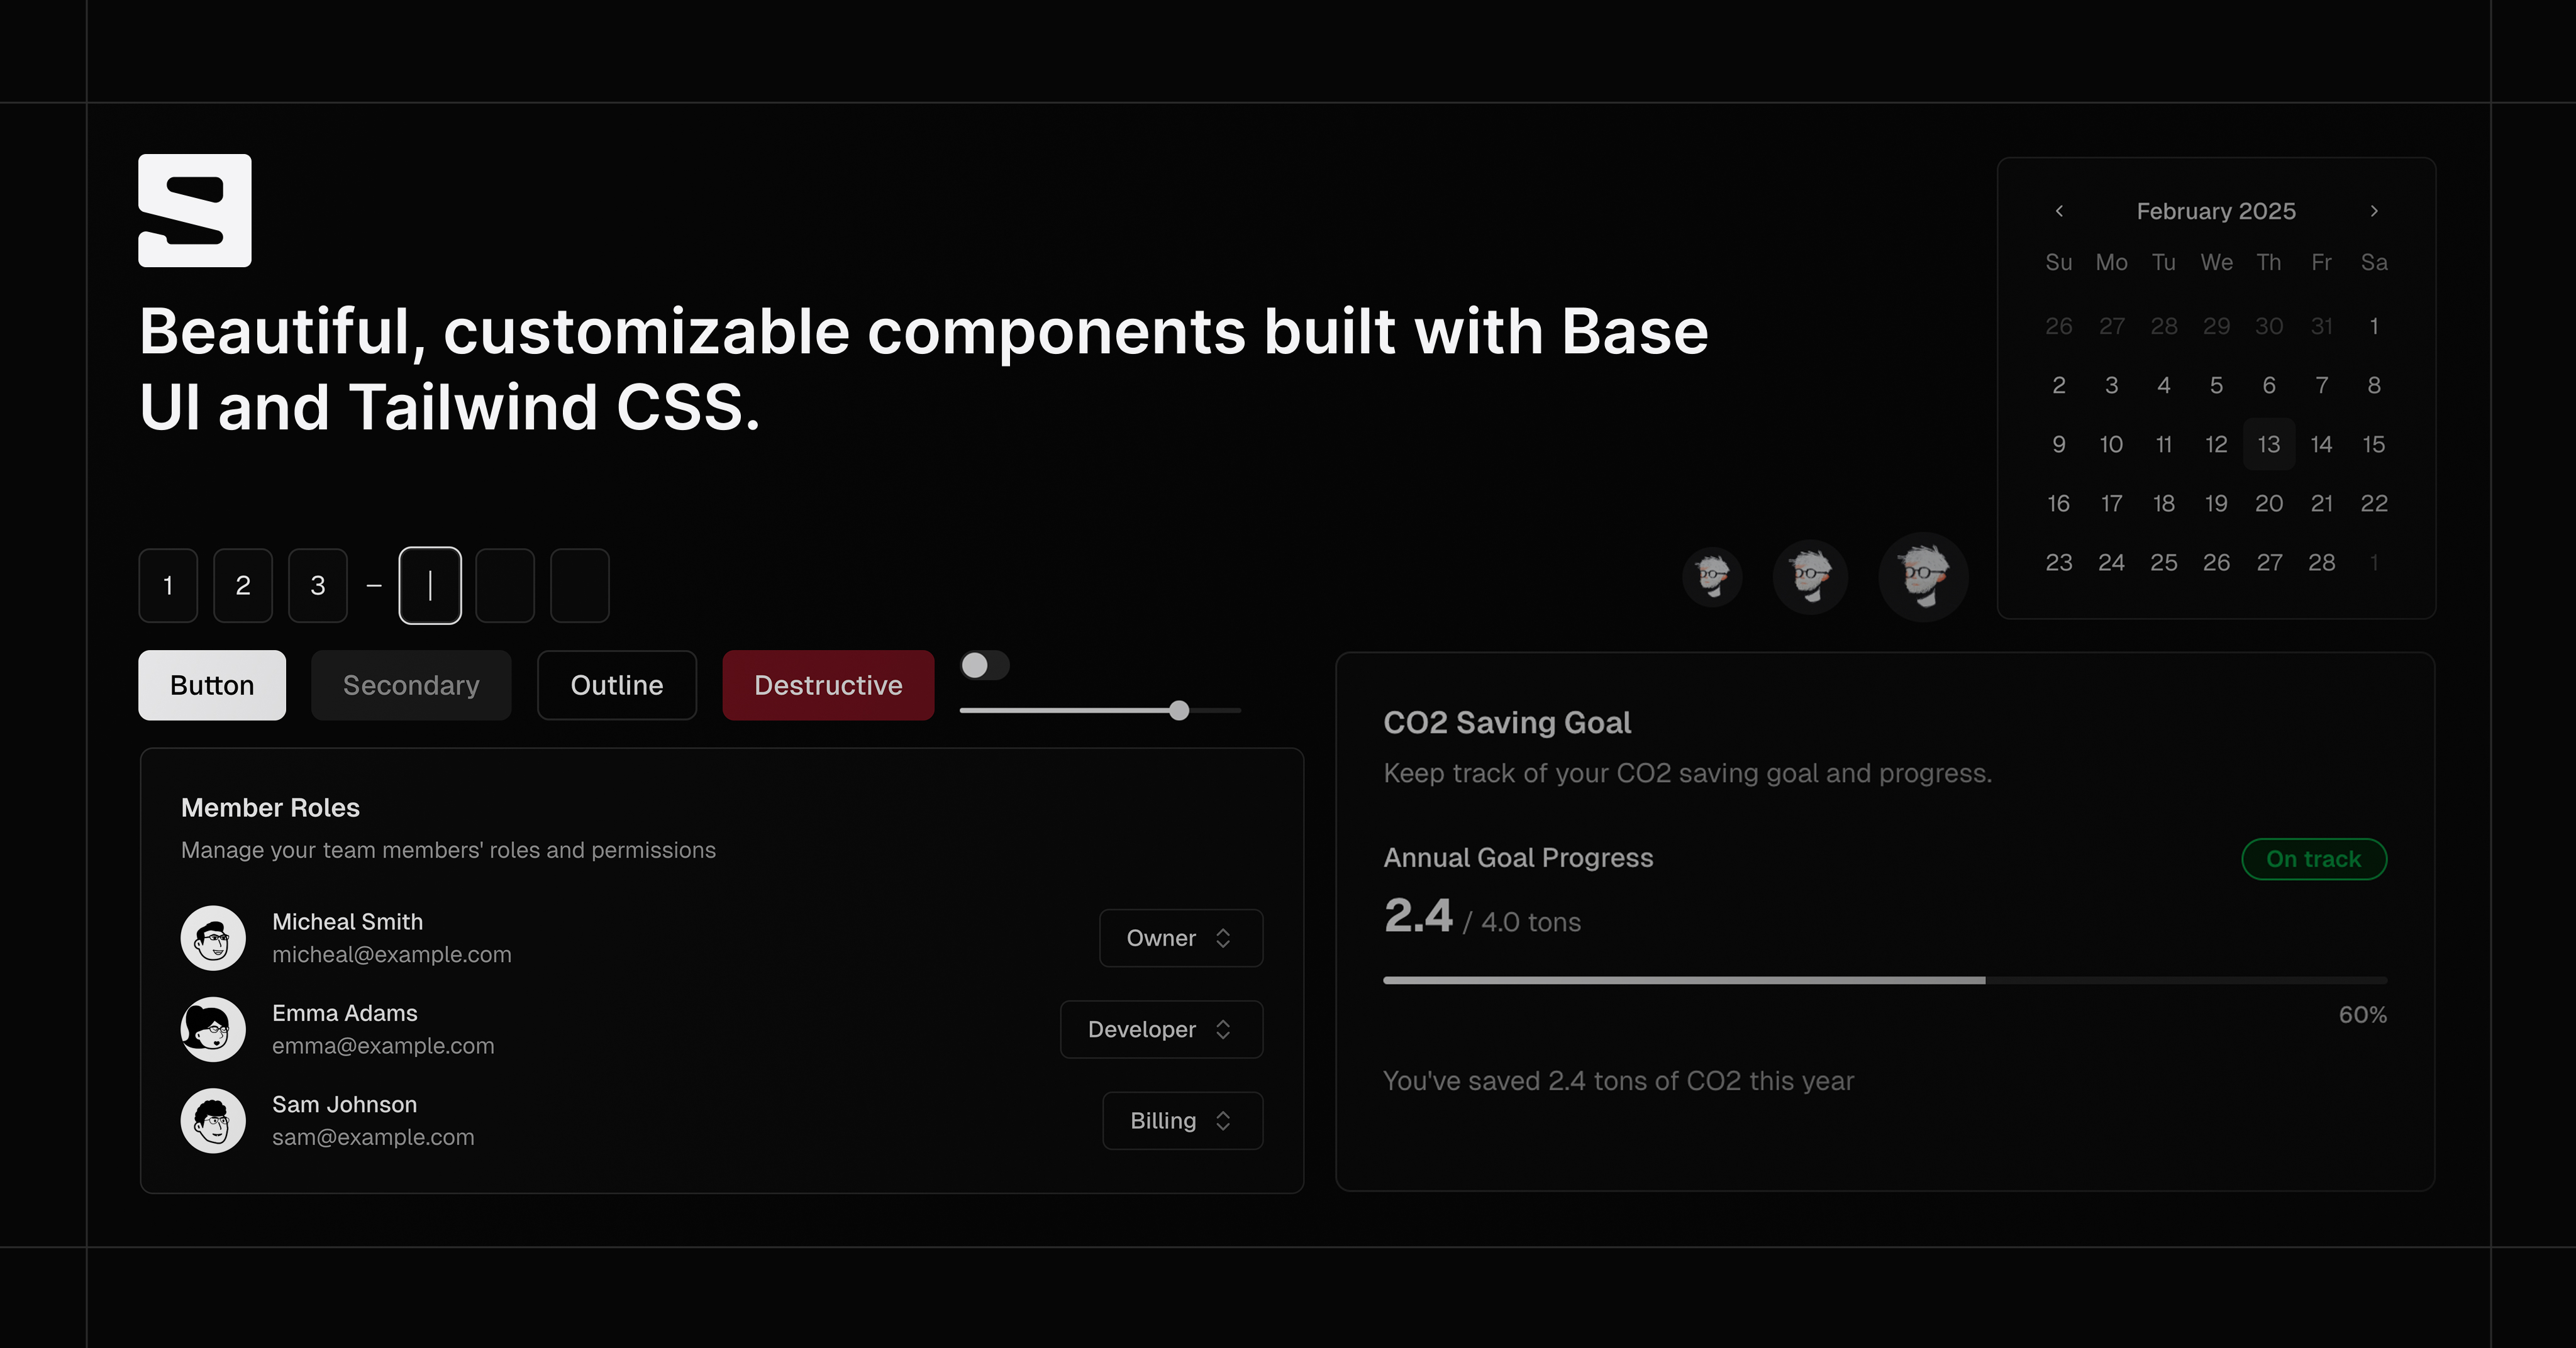 Beautiful, customizable components built with Base
UI and Tailwind CSS.
February 2025
Su Mo Tu We Th Fr Sa
26 27 28 29 30 31 1
2 3 4 5 6 7 8
9 10 11 12 13 14 15
16 17 18 19 20 21 22
23 24 25 26 27 28 1
1 2 3 –
Button Secondary Outline Destructive
Member Roles
Manage your team members' roles and permissions
Micheal Smith
micheal@example.com
Owner
Emma Adams
emma@example.com
Developer
Sam Johnson
sam@example.com
Billing
CO2 Saving Goal
Keep track of your CO2 saving goal and progress.
Annual Goal Progress
On track
2.4 / 4.0 tons
60%
You've saved 2.4 tons of CO2 this year